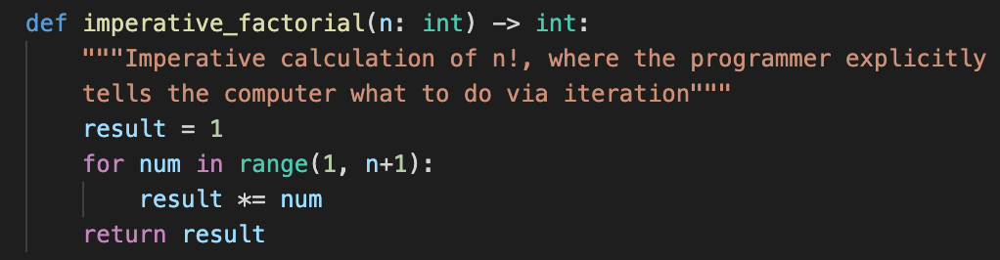 def imperative_factorial(n: int) -> int:
    """Imperative calculation of n!, where the programmer explicitly
    tells the computer what to do via iteration"""
    result = 1
    for num in range(1, n+1):
        result *= num
    return result